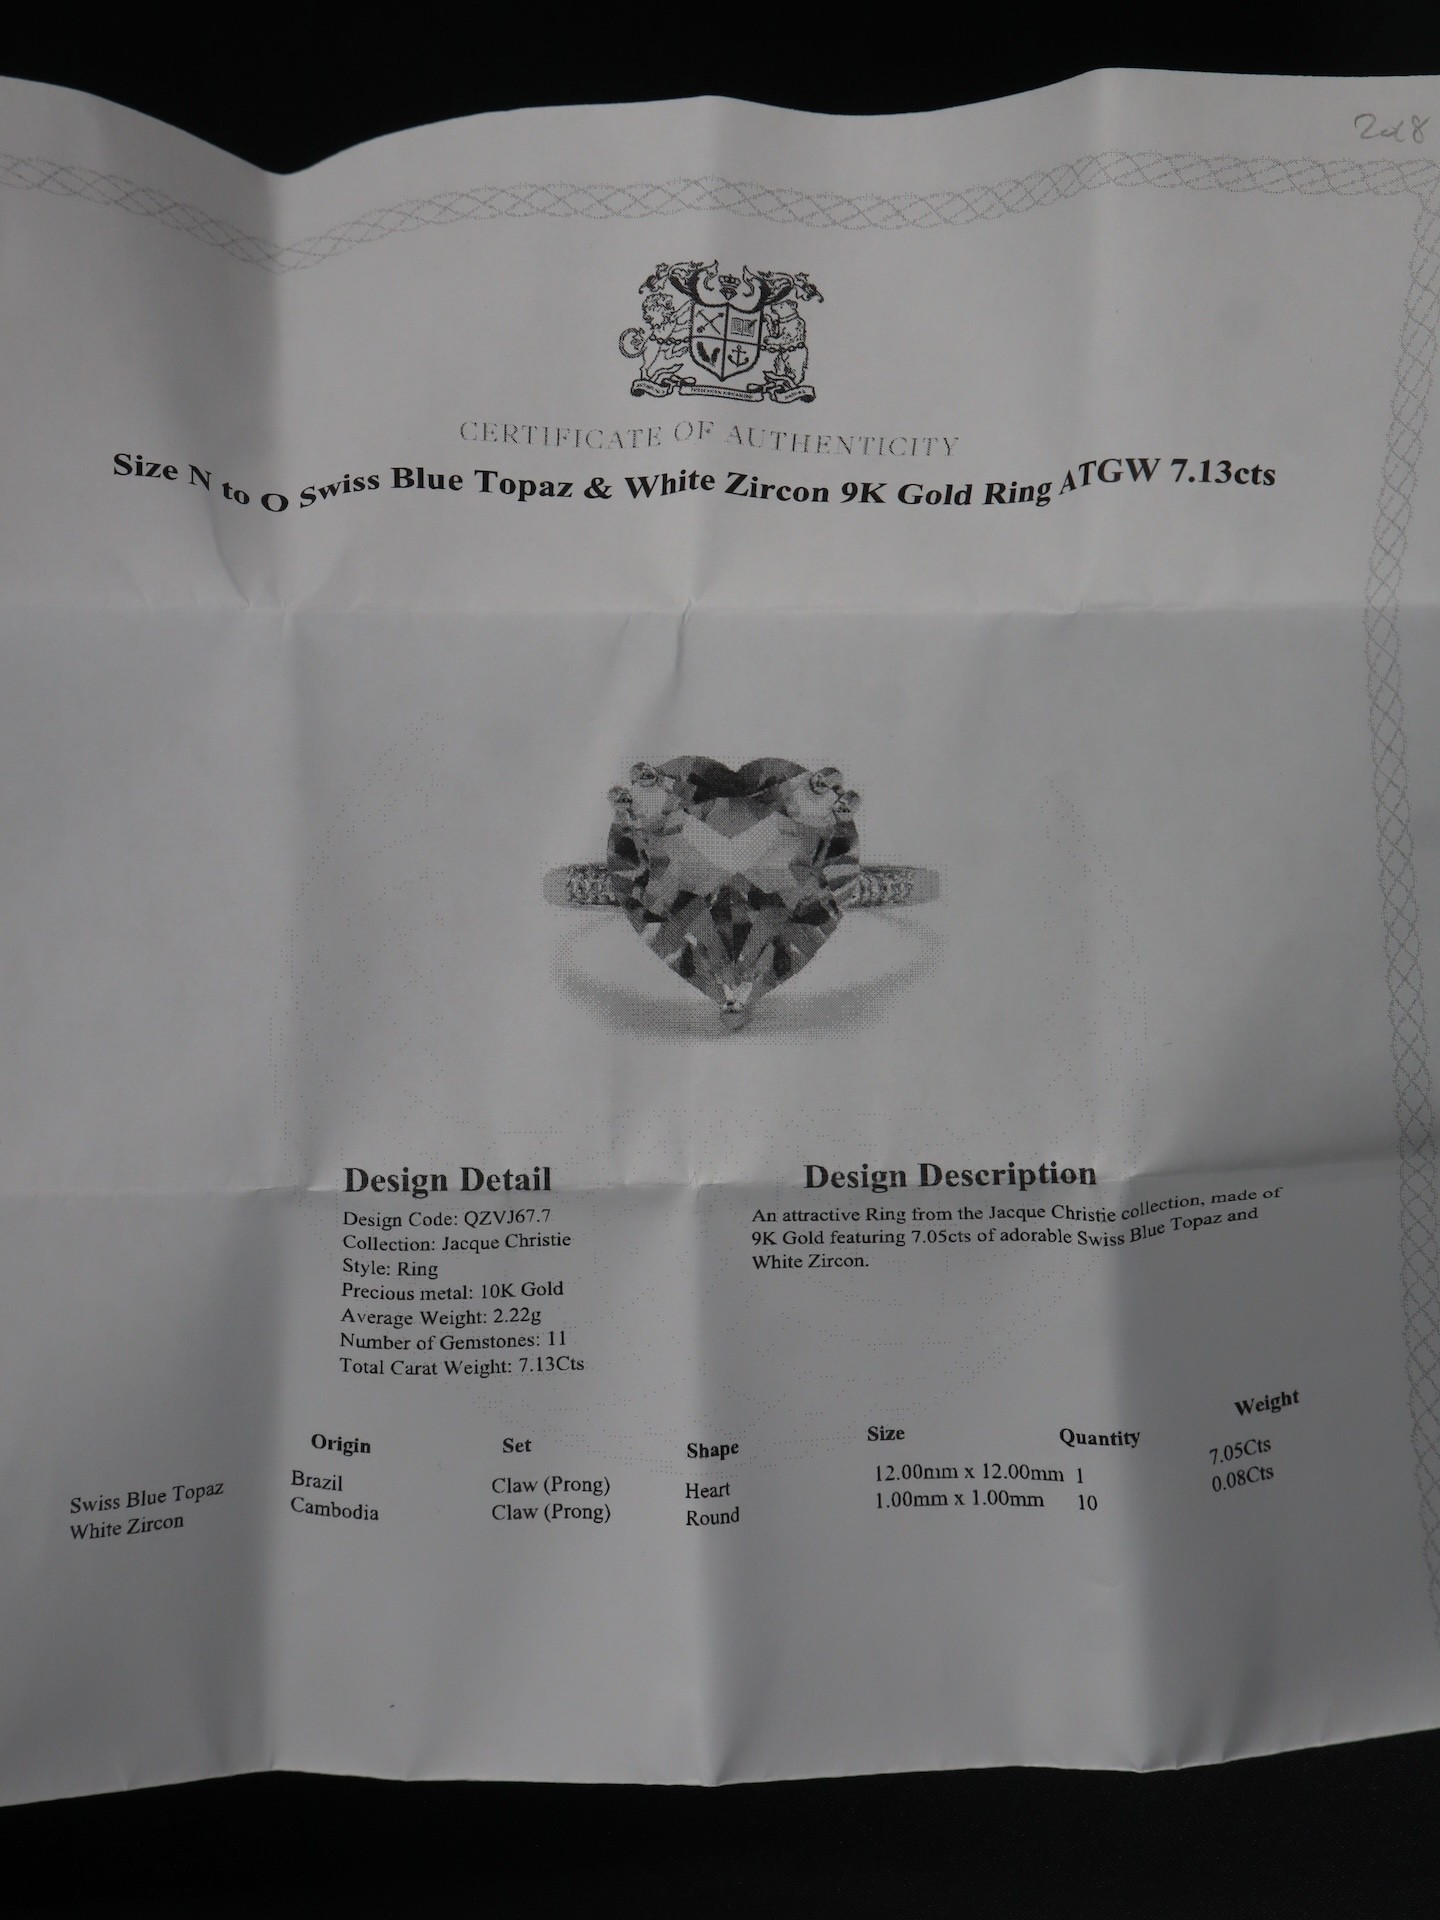 2d8
CERTIFICATE OF AUTHENTICITY
Size N to O Swiss Blue Topaz & White Zircon 9K Gold Ring ATGW 7.13cts
Design Detail
Design Code: QZVJ67.7
Collection: Jacque Christie
Style: Ring
Precious metal: 10K Gold
Average Weight: 2.22g
Number of Gemstones: 11
Total Carat Weight: 7.13Cts
Design Description
An attractive Ring from the Jacque Christie collection, made of
9K Gold featuring 7.05cts of adorable Swiss Blue Topaz and
White Zircon.
Origin Set Shape Size Quantity Weight
Swiss Blue Topaz Brazil Claw (Prong) Heart 12.00mm x 12.00mm 1 7.05Cts
White Zircon Cambodia Claw (Prong) Round 1.00mm x 1.00mm 10 0.08Cts